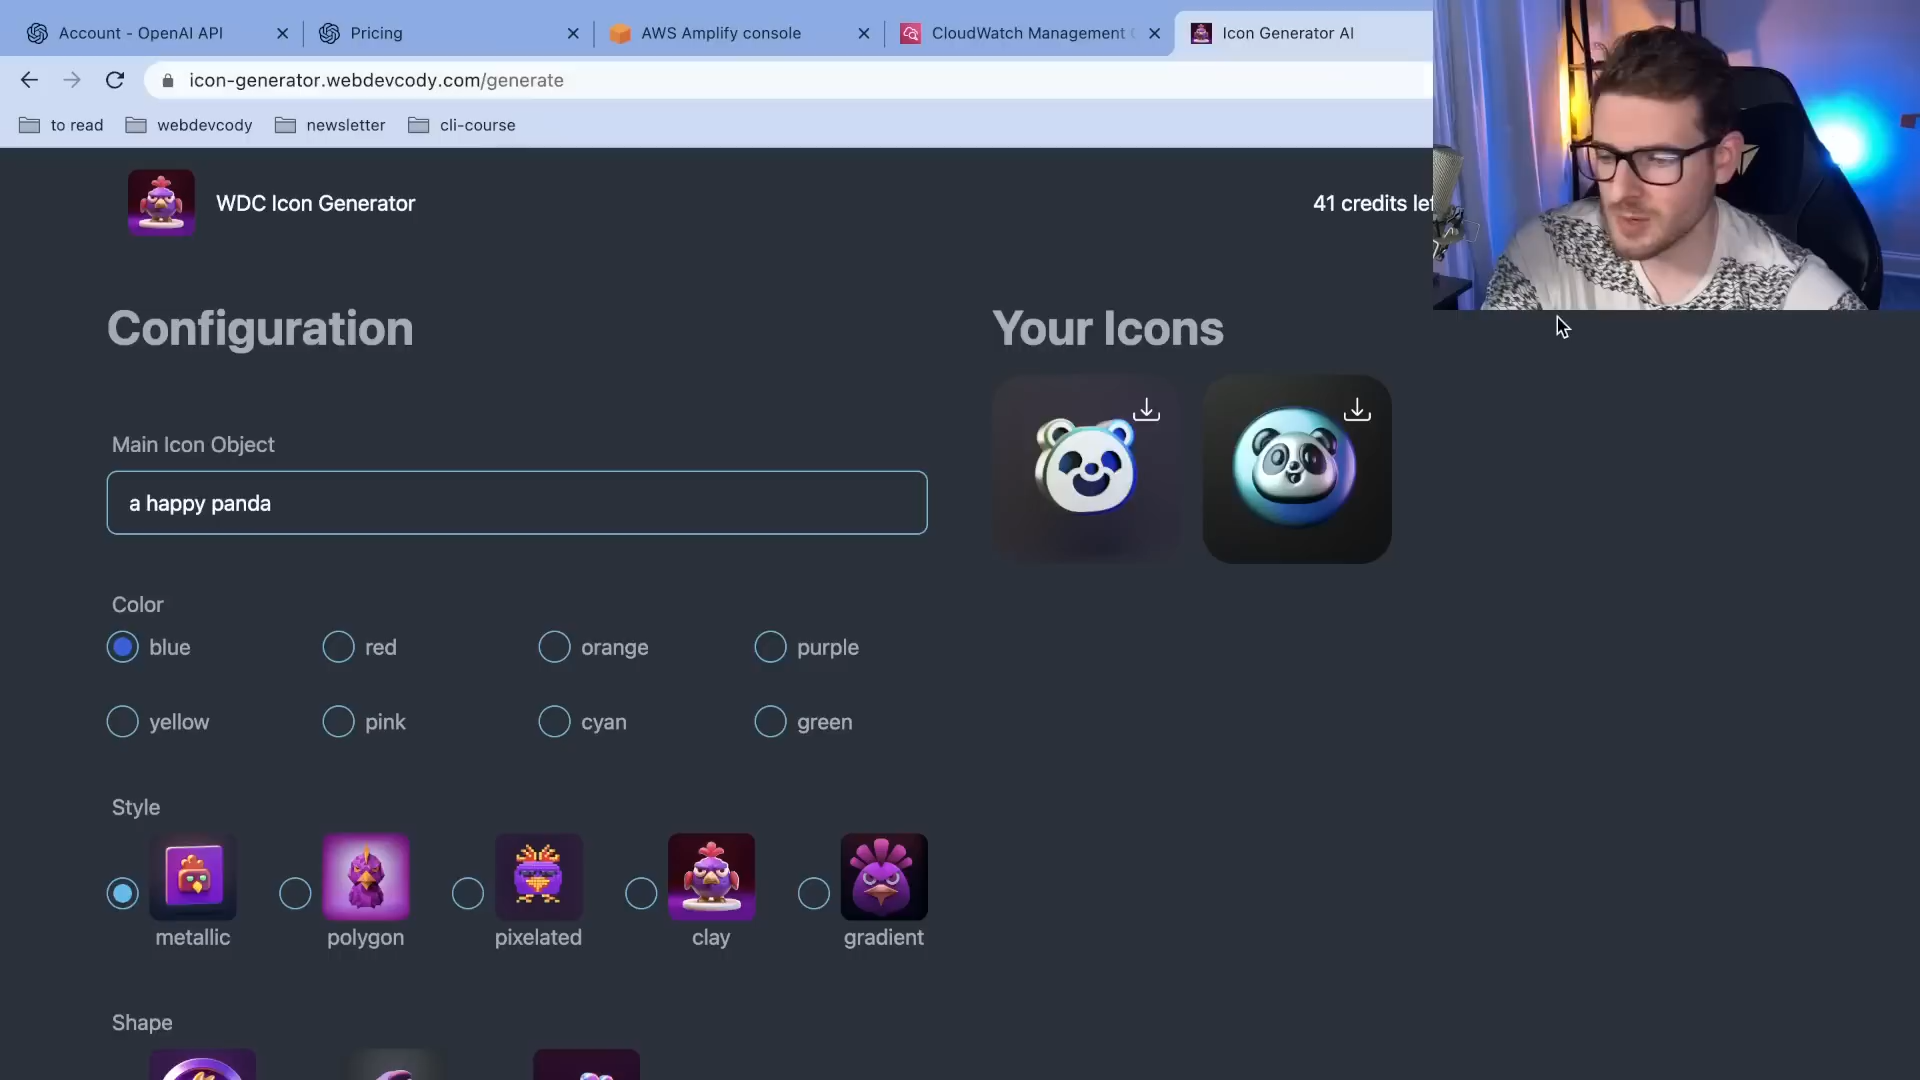 Account - OpenAI API
Pricing
AWS Amplify console
CloudWatch Management
Icon Generator AI
icon-generator.webdevcody.com/generate
to read
webdevcody
newsletter
cli-course
WDC Icon Generator
41 credits lef
Configuration
Your Icons
Main Icon Object
a happy panda
Color
blue
red
orange
purple
yellow
pink
cyan
green
Style
metallic
polygon
pixelated
clay
gradient
Shape